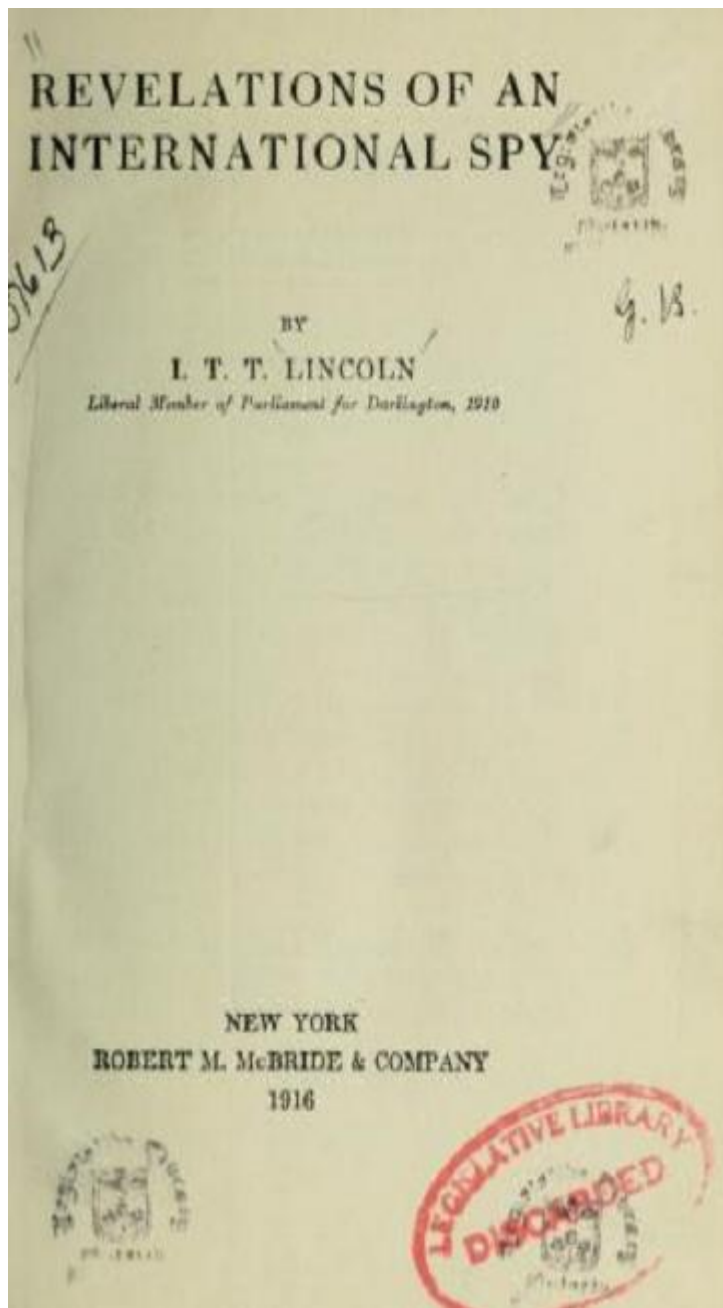 REVELATIONS OF AN
INTERNATIONAL SPY
BY
I. T. T. LINCOLN
Liberal Member of Parliament for Darlington, 1910
NEW YORK
ROBERT M. McBRIDE & COMPANY
1916
LEGISLATIVE LIBRARY
DISCARDED